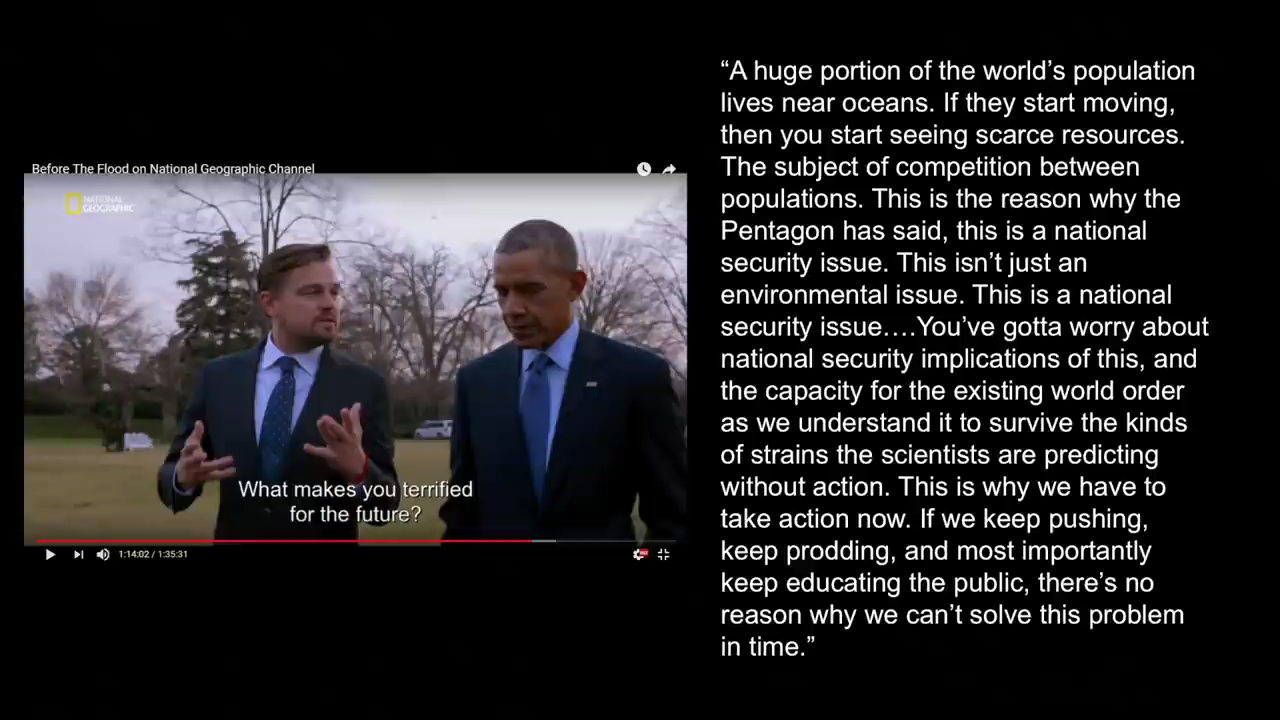 Before The Flood on National Geographic Channel
NATIONAL
GEOGRAPHIC
What makes you terrified
for the future?
1:14:02 / 1:35:31
“A huge portion of the world’s population
lives near oceans. If they start moving,
then you start seeing scarce resources.
The subject of competition between
populations. This is the reason why the
Pentagon has said, this is a national
security issue. This isn’t just an
environmental issue. This is a national
security issue….You’ve gotta worry about
national security implications of this, and
the capacity for the existing world order
as we understand it to survive the kinds
of strains the scientists are predicting
without action. This is why we have to
take action now. If we keep pushing,
keep prodding, and most importantly
keep educating the public, there’s no
reason why we can’t solve this problem
in time.”